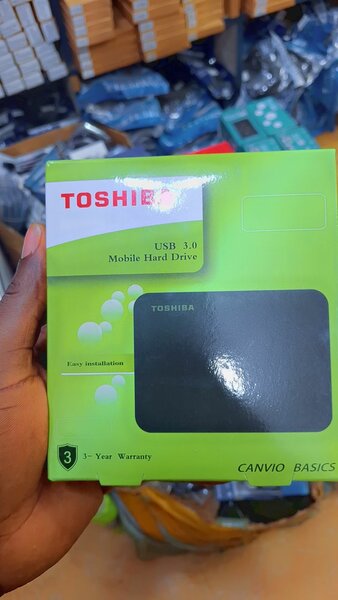 TOSHIBA
USB 3.0
Mobile Hard Drive
TOSHIBA
Easy installation
3
3- Year Warranty
CANVIO BASICS